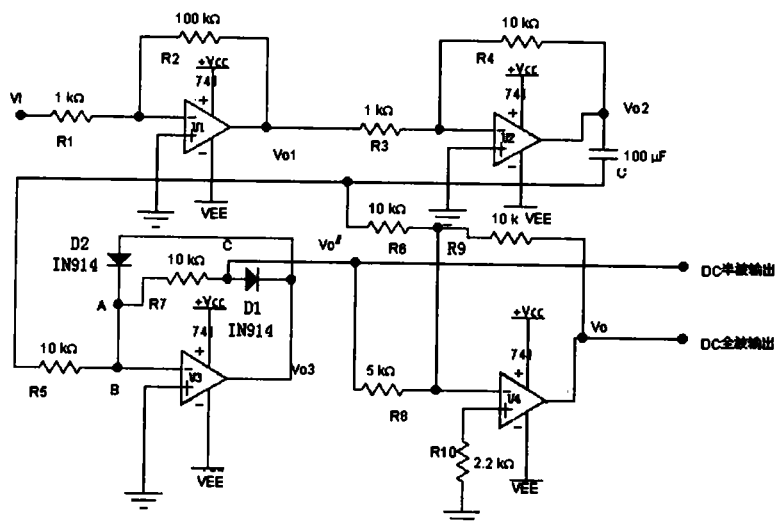 100 kΩ
R2
+Vcc
741
VI
1 kΩ
R1
+
−
+
U1
−
VEE
Vo1
1 kΩ
R3
10 kΩ
R4
+Vcc
741
+
−
+
U2
−
VEE
Vo2
100 μF
C
10 kΩ
R6
R9
10 k
D2
IN914
A
10 kΩ
R7
C
D1
IN914
Vo"
DC半波输出
+Vcc
741
10 kΩ
R5
B
+
−
+
U3
−
VEE
Vo3
5 kΩ
R8
+Vcc
741
+
−
+
U4
−
VEE
Vo
DC全波输出
R10
2.2 kΩ